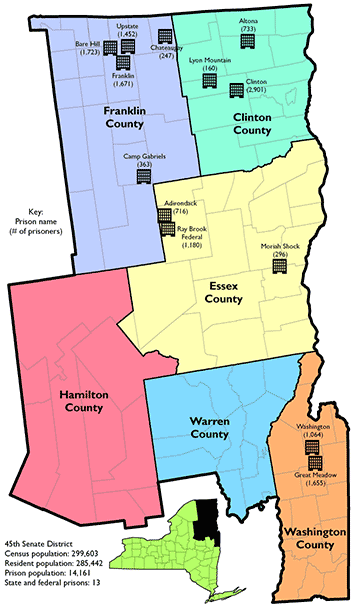 Altona
(733)
Upstate
(1,452)
Bare Hill
(1,723)
Chateaugay
(247)
Franklin
(1,671)
Lyon Mountain
(160)
Clinton
(2,901)
Franklin
County
Clinton
County
Camp Gabriels
(363)
Key:
Prison name
(# of prisoners)
Adirondack
(716)
Ray Brook
Federal
(1,180)
Moriah Shock
(296)
Essex
County
Hamilton
County
Warren
County
Washington
(1,064)
Great Meadow
(1,655)
Washington
County
45th Senate District
Census population: 299,603
Resident population: 285,442
Prison population: 14,161
State and federal prisons: 13